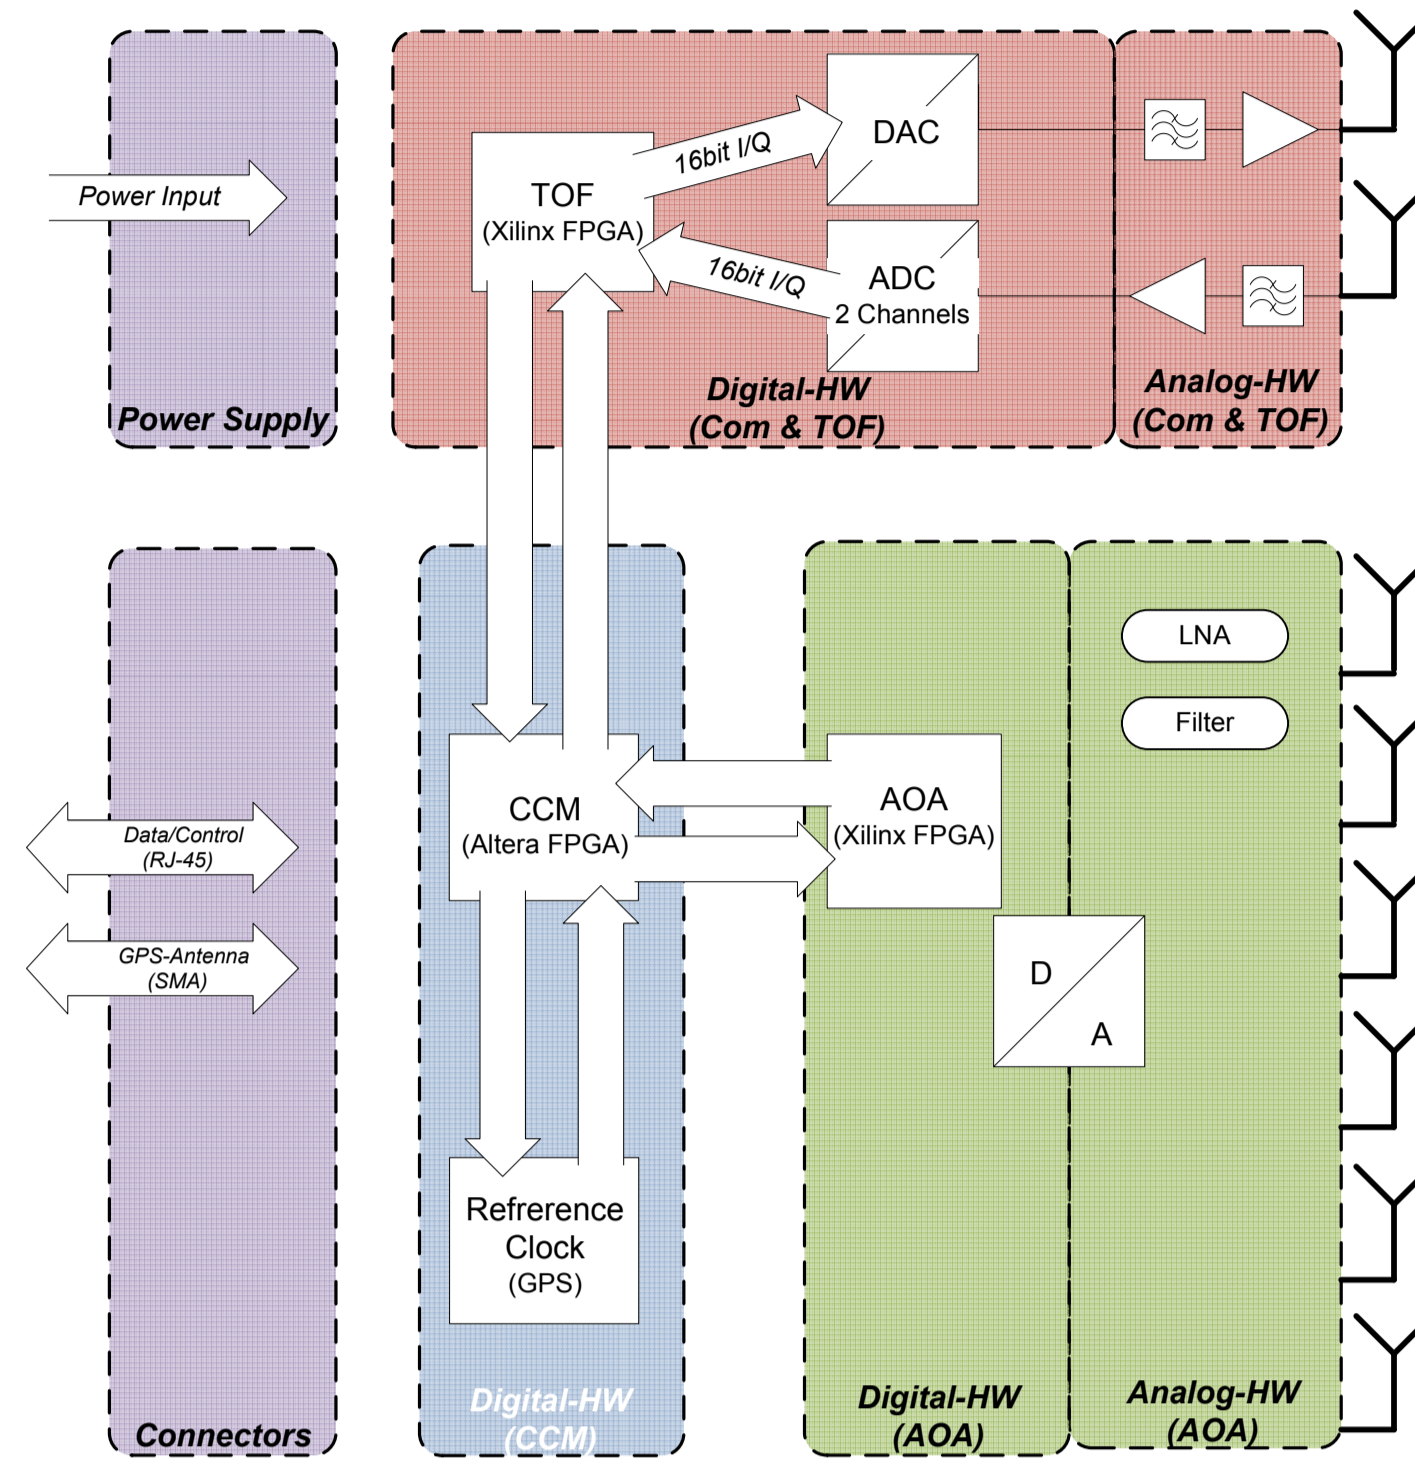 Power Input
Power Supply
TOF
(Xilinx FPGA)
16bit I/Q
DAC
16bit I/Q
ADC
2 Channels
Digital-HW
(Com & TOF)
Analog-HW
(Com & TOF)
Data/Control
(RJ-45)
GPS-Antenna
(SMA)
Connectors
CCM
(Altera FPGA)
Refrerence
Clock
(GPS)
Digital-HW
(CCM)
AOA
(Xilinx FPGA)
D
A
Digital-HW
(AOA)
LNA
Filter
Analog-HW
(AOA)